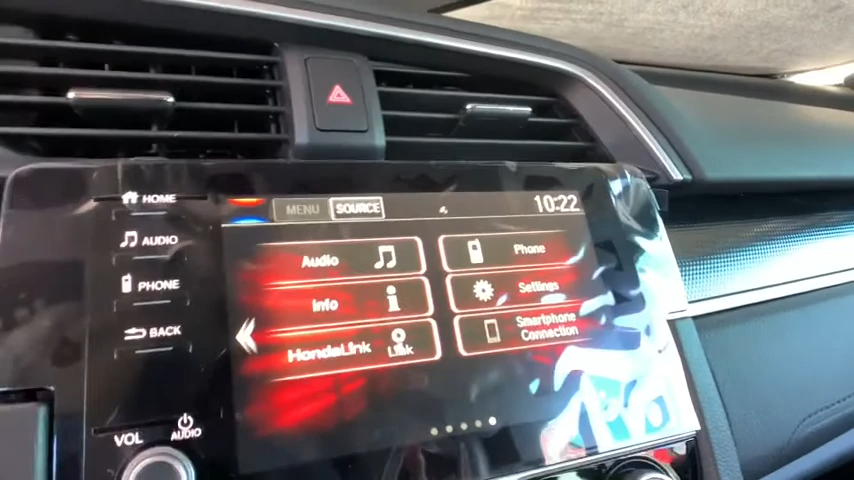 HOME
AUDIO
PHONE
BACK
VOL
AUDIO
MENU SOURCE 10:22
Audio Phone
Info Settings
HondaLink Link Smartphone
Connection